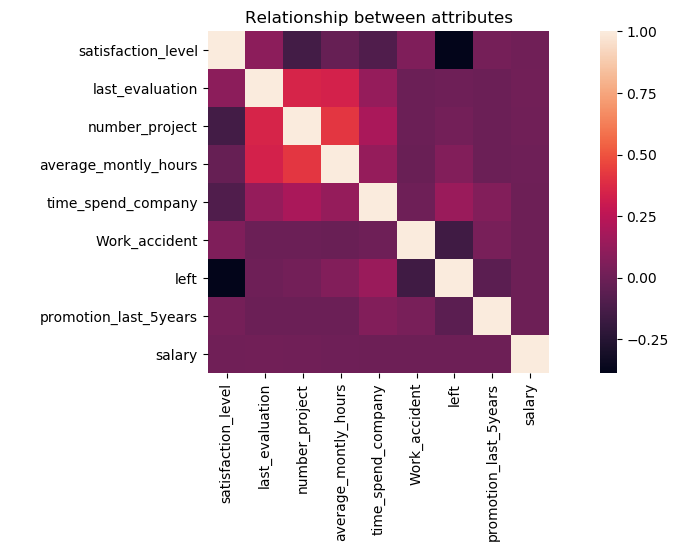 Relationship between attributes
satisfaction_level
last_evaluation
number_project
average_montly_hours
time_spend_company
Work_accident
left
promotion_last_5years
salary
satisfaction_level
last_evaluation
number_project
average_montly_hours
time_spend_company
Work_accident
left
promotion_last_5years
salary
1.00
0.75
0.50
0.25
0.00
−0.25